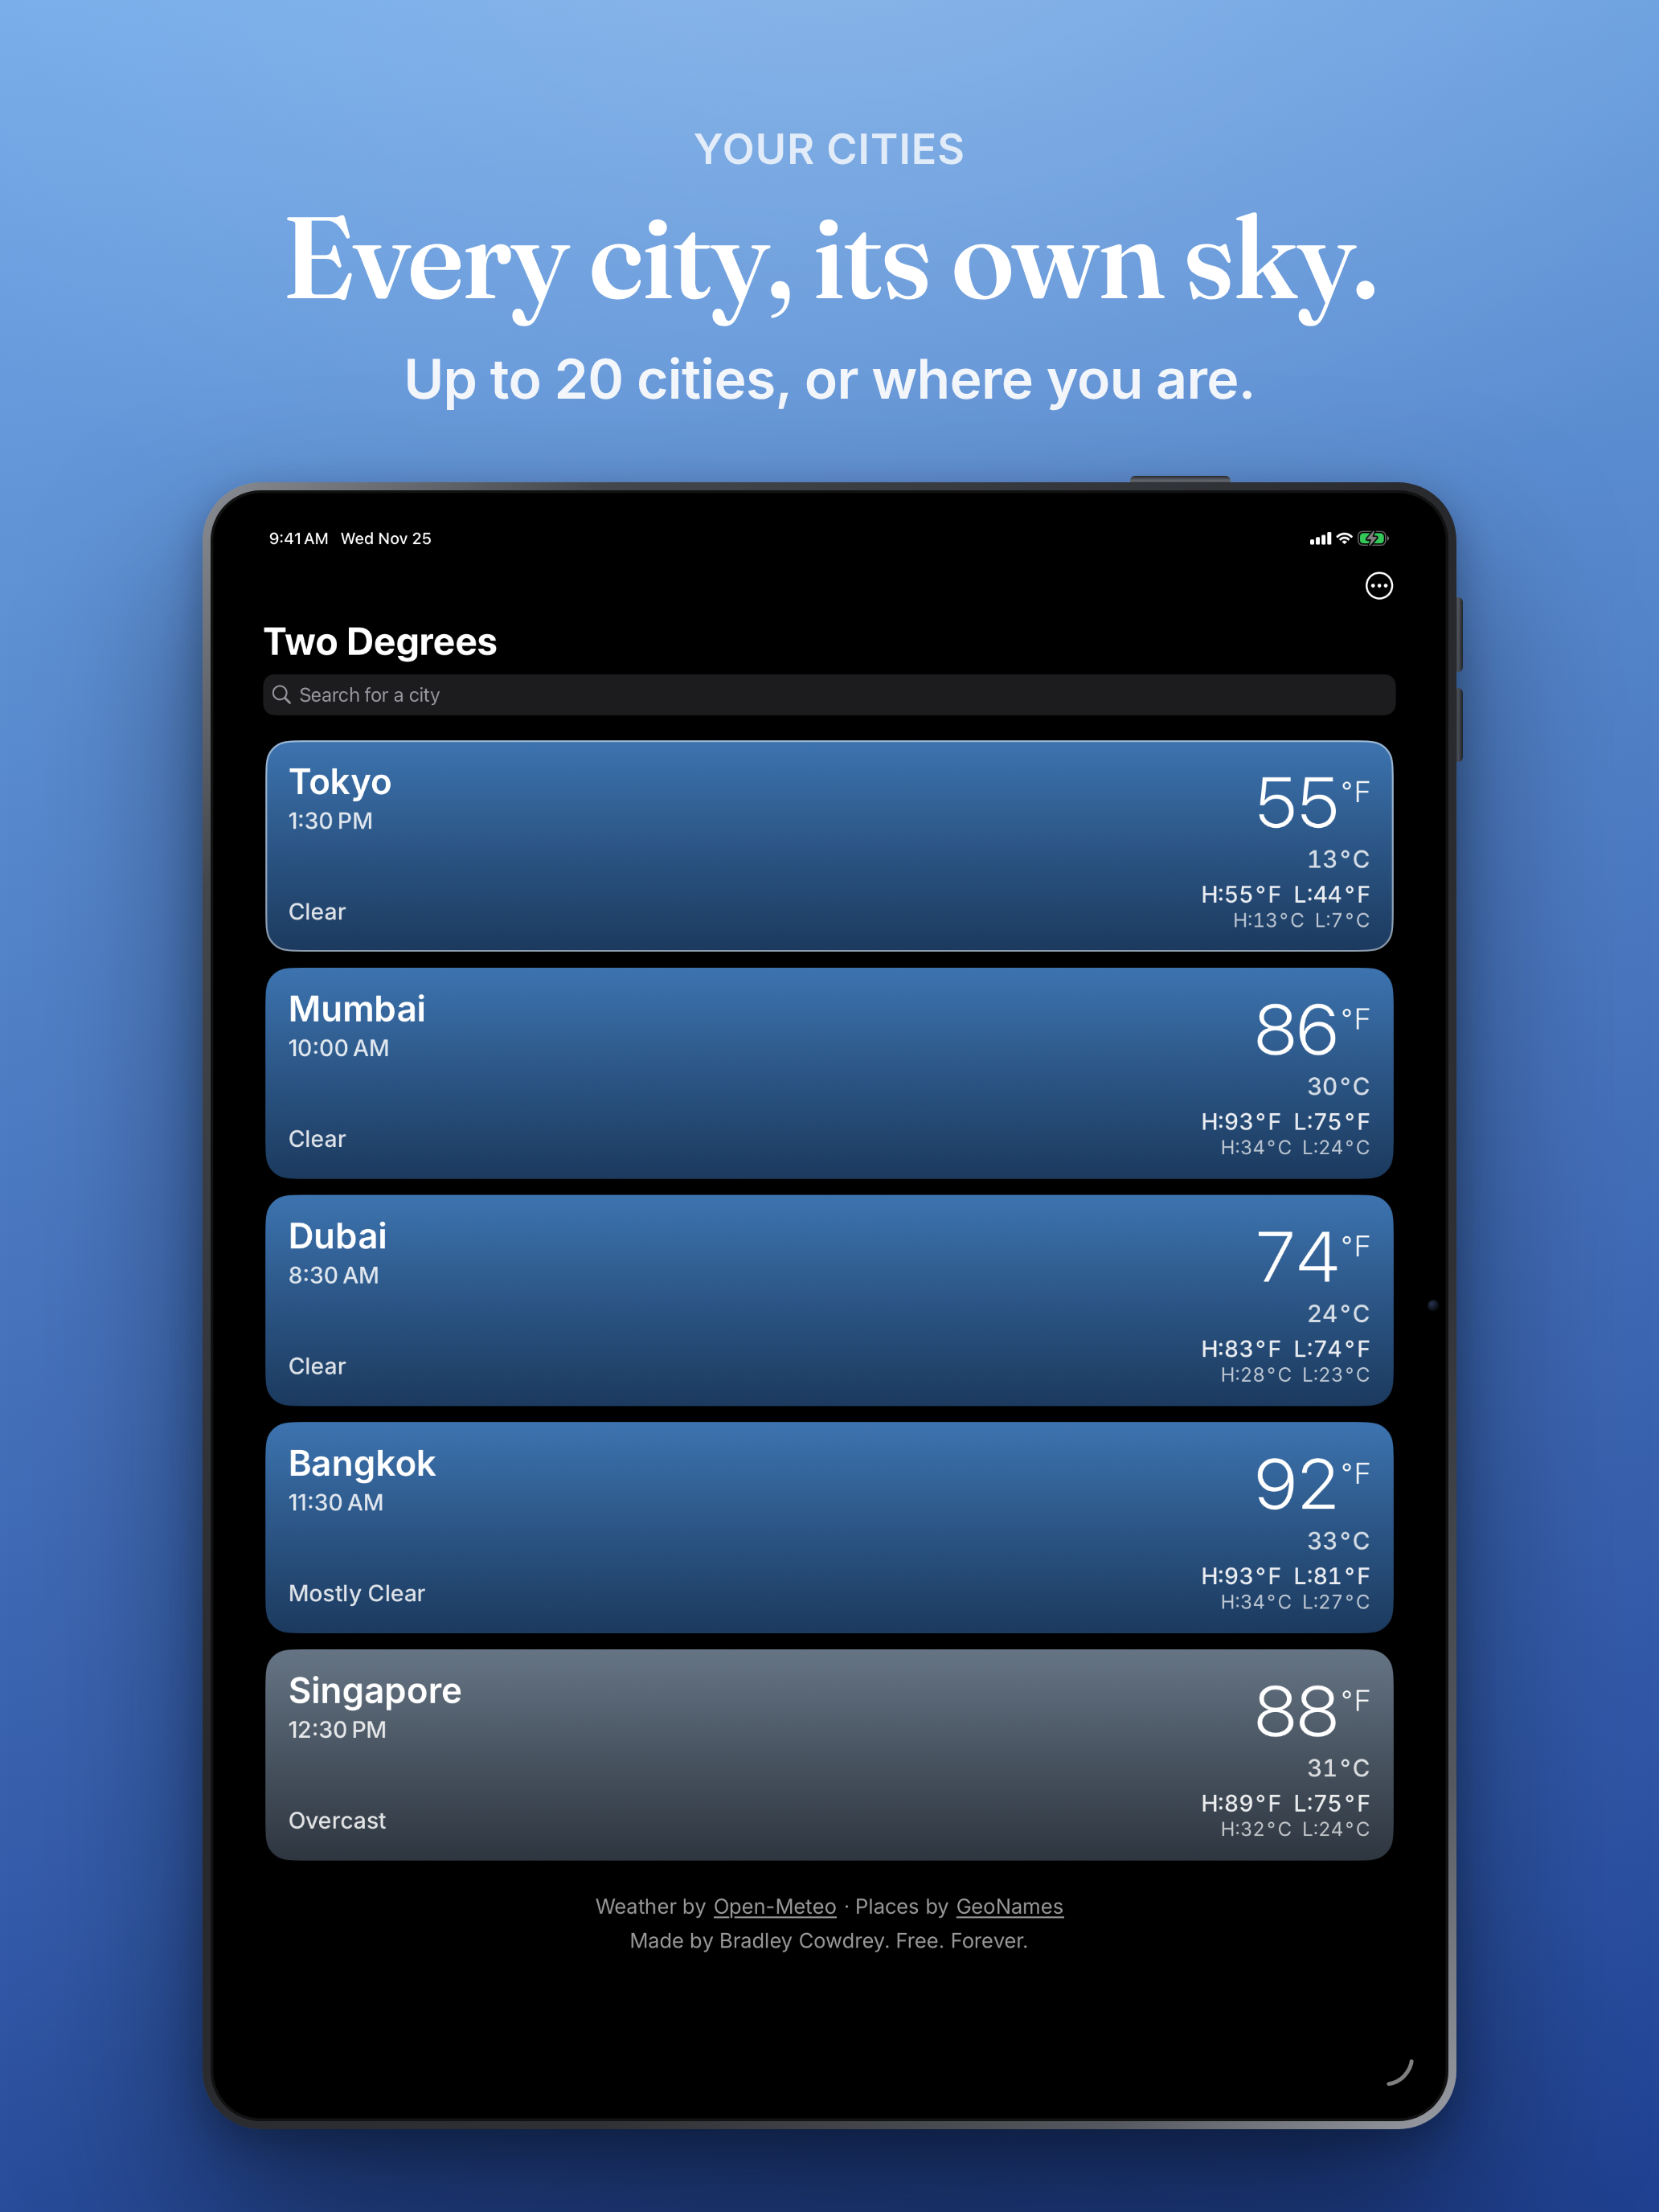 YOUR CITIES
Every city, its own sky.
Up to 20 cities, or where you are.
9:41 AM Wed Nov 25
Two Degrees
Search for a city
Tokyo
1:30 PM
Clear
55°F
13°C
H:55°F L:44°F
H:13°C L:7°C
Mumbai
10:00 AM
Clear
86°F
30°C
H:93°F L:75°F
H:34°C L:24°C
Dubai
8:30 AM
Clear
74°F
24°C
H:83°F L:74°F
H:28°C L:23°C
Bangkok
11:30 AM
Mostly Clear
92°F
33°C
H:93°F L:81°F
H:34°C L:27°C
Singapore
12:30 PM
Overcast
88°F
31°C
H:89°F L:75°F
H:32°C L:24°C
Weather by Open-Meteo · Places by GeoNames
Made by Bradley Cowdrey. Free. Forever.